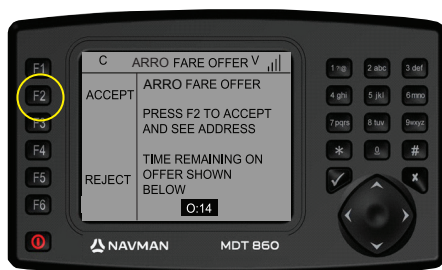 F1
F2
F3
F4
F5
F6
C ARRO FARE OFFER V
ACCEPT
REJECT
ARRO FARE OFFER
PRESS F2 TO ACCEPT
AND SEE ADDRESS
TIME REMAINING ON
OFFER SHOWN
BELOW
0:14
2 abc 3 def
4 ghi 5 jkl 6 mno
7 pqrs 8 tuv 9 wxyz
* 0 #
NAVMAN MDT 860